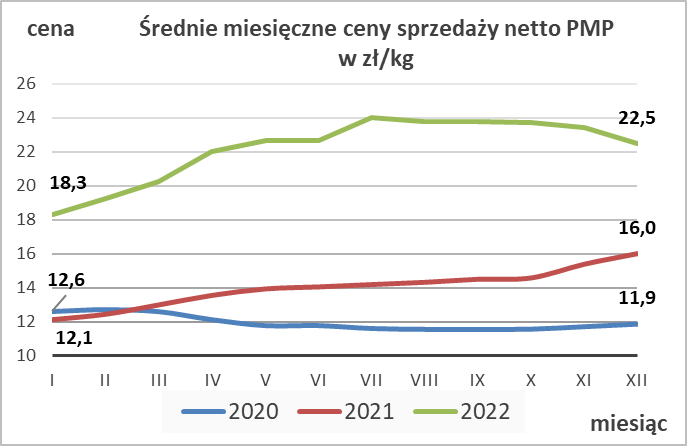 cena
Średnie miesięczne ceny sprzedaży netto PMP
w zł/kg
26
24
22
20
18
16
14
12
10
18,3
22,5
16,0
12,6
12,1
11,9
I II III IV V VI VII VIII IX X XI XII
2020 2021 2022
miesiąc